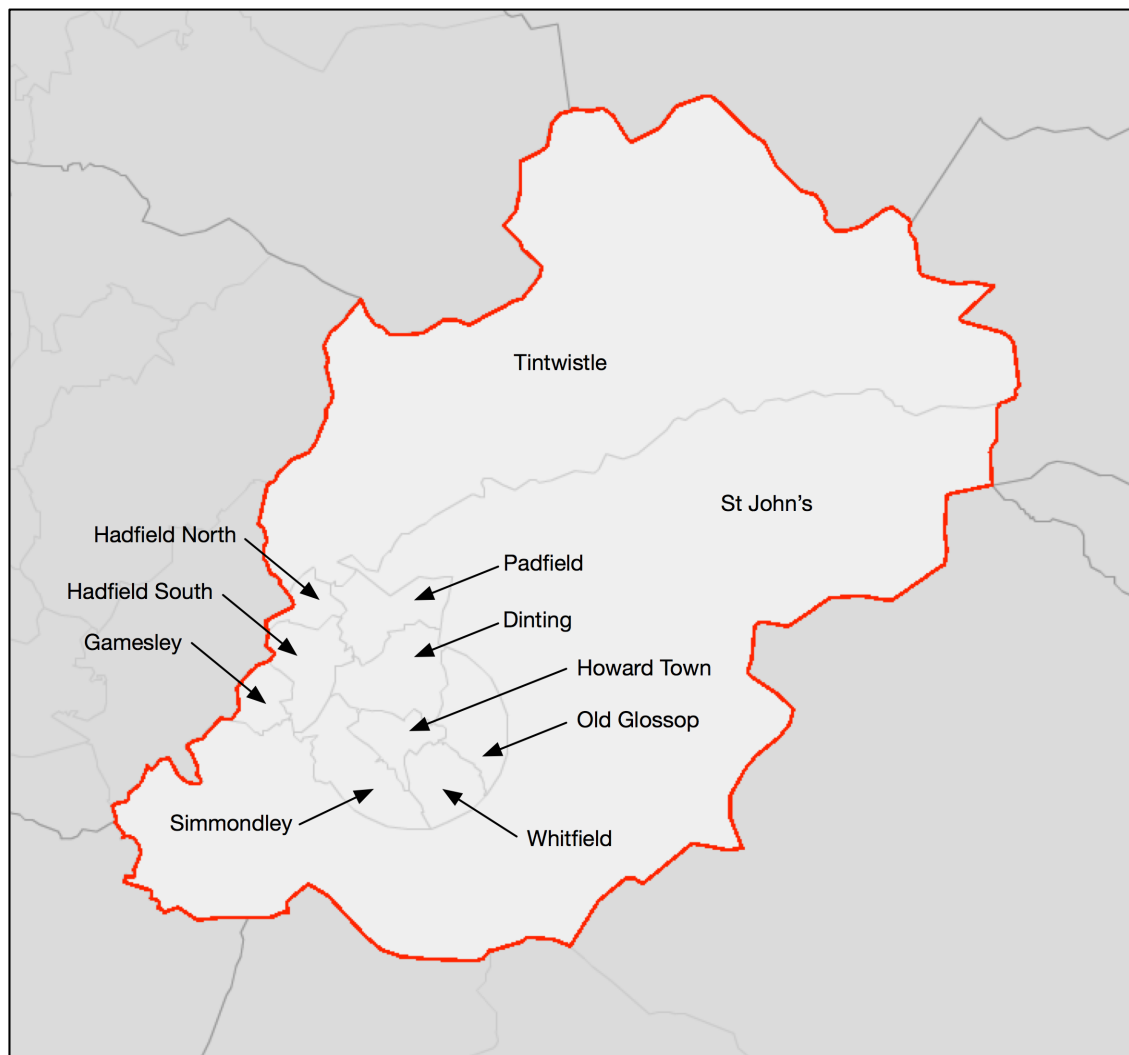 Tintwistle
St John’s
Hadfield North
Padfield
Hadfield South
Dinting
Gamesley
Howard Town
Old Glossop
Simmondley
Whitfield